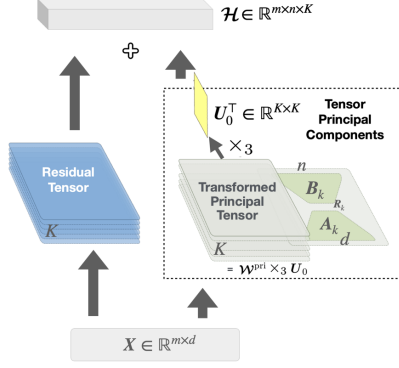 𝓗 ∈ ℝ^{m×n×K}
+
U_0^⊤ ∈ ℝ^{K×K}
Tensor
Principal
Components
×_3
Residual
Tensor
K
Transformed
Principal
Tensor
K
n
B_k
R_k
A_k
d
= 𝓦^{pri} ×_3 U_0
X ∈ ℝ^{m×d}